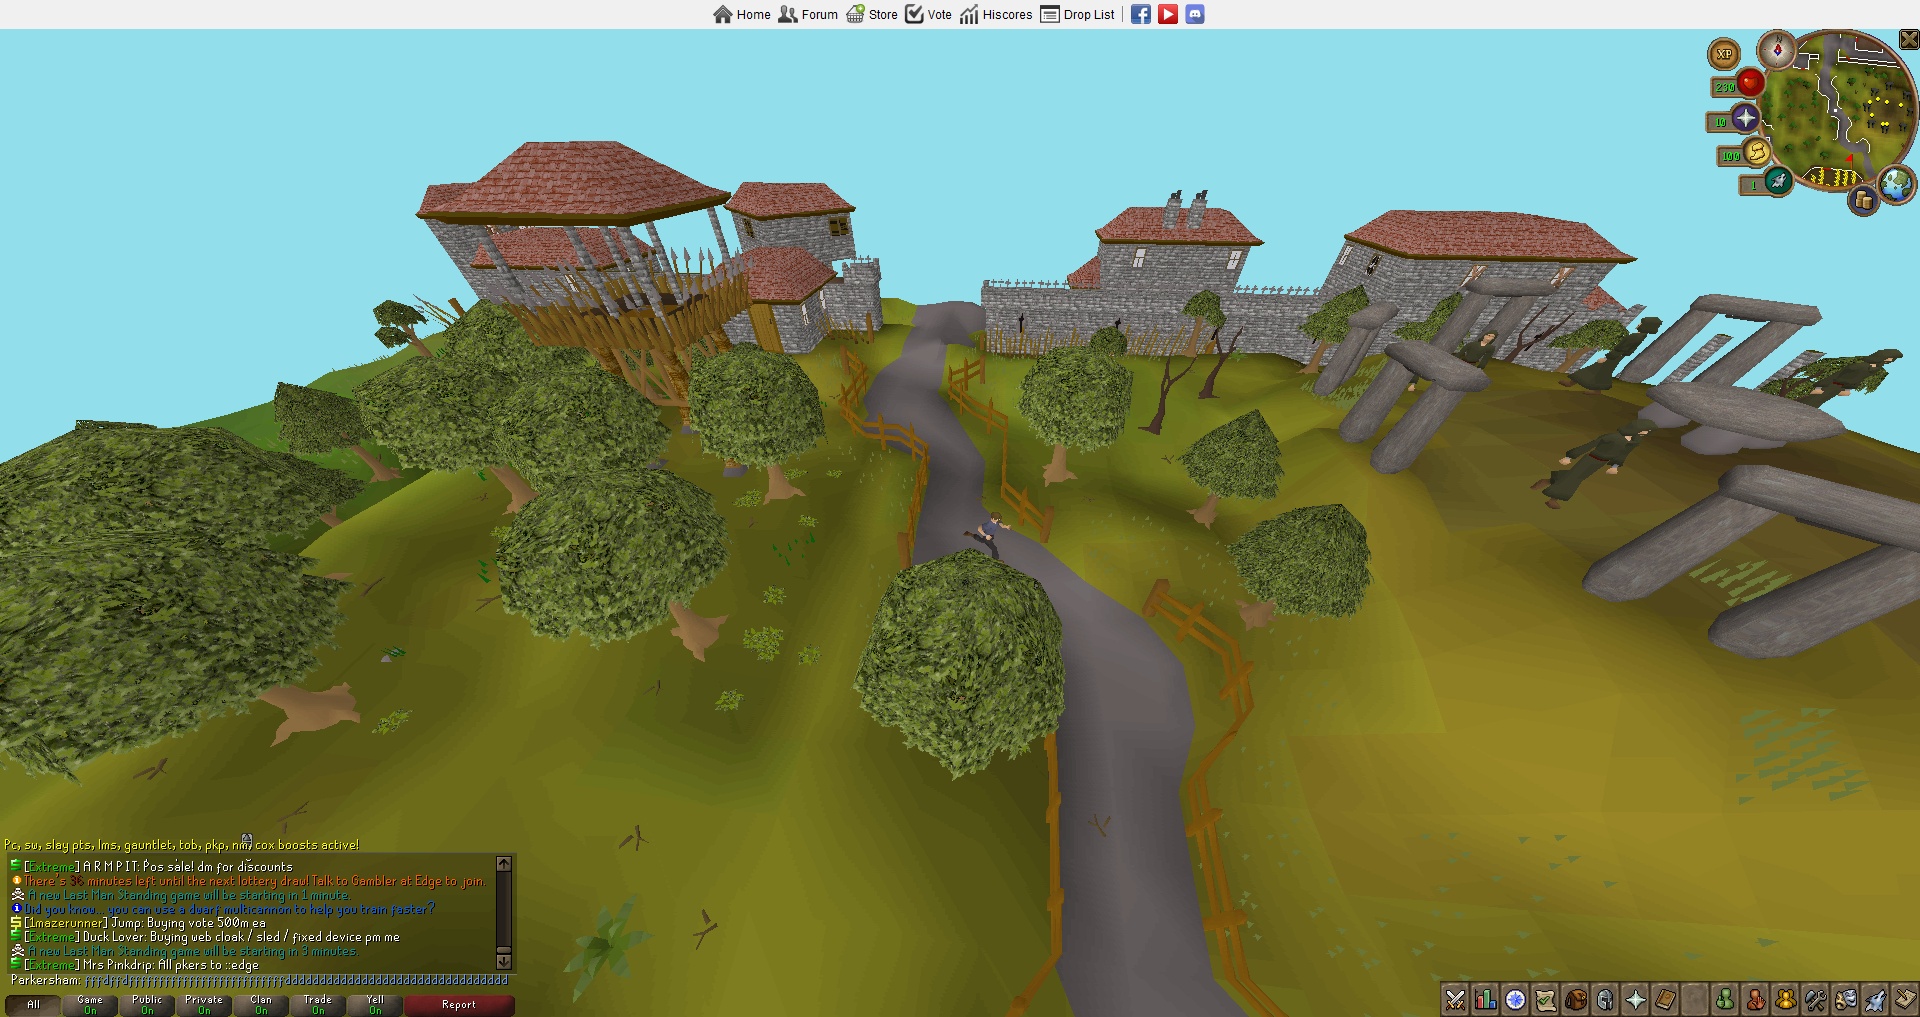 Home Forum Store Vote Hiscores Drop List
XP
N
230
10
100
1
Pc, sw, slay pts, lms, gauntlet, tob, pkp, nm, cox boosts active!
[Extreme] A R M P I T: Pos sale! dm for discounts
There's 36 minutes left until the next lottery draw! Talk to Gambler at Edge to join.
A new Last Man Standing game will be starting in 1 minute.
Did you know... you can use a dwarf multicannon to help you train faster?
[1mazerunner] Jump: Buying vote 500m ea
[Extreme] Duck Lover: Buying web cloak / sled / fixed device pm me
A new Last Man Standing game will be starting in 3 minutes.
[Extreme] Mrs Pinkdrip: All pkers to ::edge
Parkersham:
All Game On Public On Private On Clan On Trade On Yell On Report